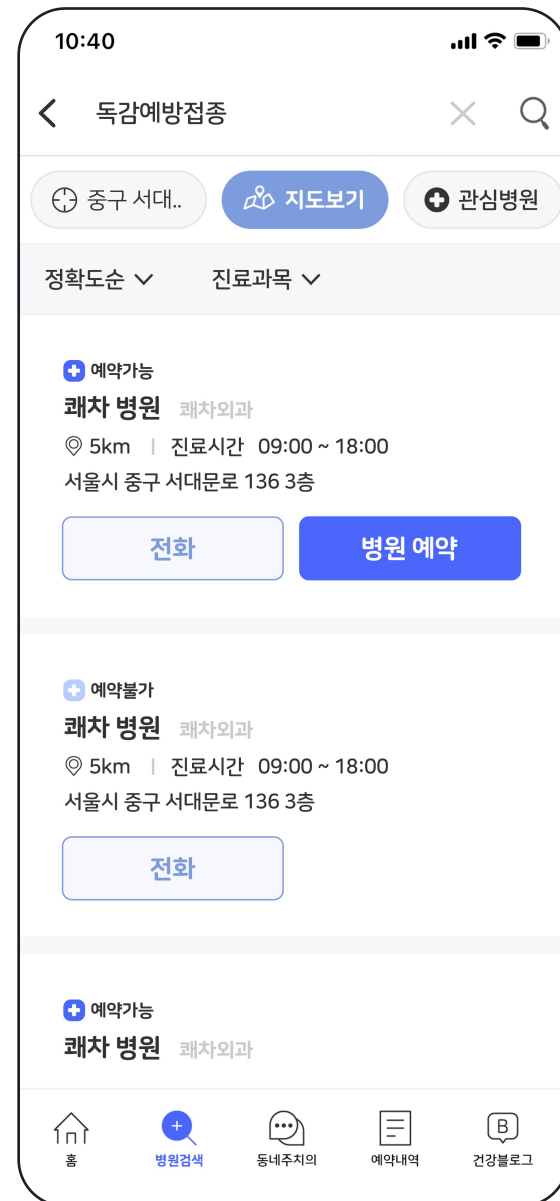 10:40
독감예방접종
중구 서대.. 지도보기 관심병원
정확도순 진료과목
예약가능
쾌차 병원 쾌차외과
5km | 진료시간 09:00 ~ 18:00
서울시 중구 서대문로 136 3층
전화 병원 예약
예약불가
쾌차 병원 쾌차외과
5km | 진료시간 09:00 ~ 18:00
서울시 중구 서대문로 136 3층
전화
예약가능
쾌차 병원 쾌차외과
홈 병원검색 동네주치의 예약내역 B 건강블로그